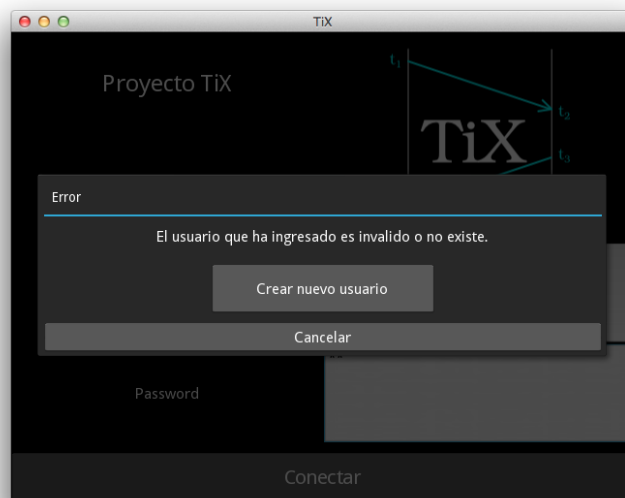 TiX
Proyecto TiX
t1
t2
TiX
t3
Error
El usuario que ha ingresado es invalido o no existe.
Crear nuevo usuario
Cancelar
Password
Conectar